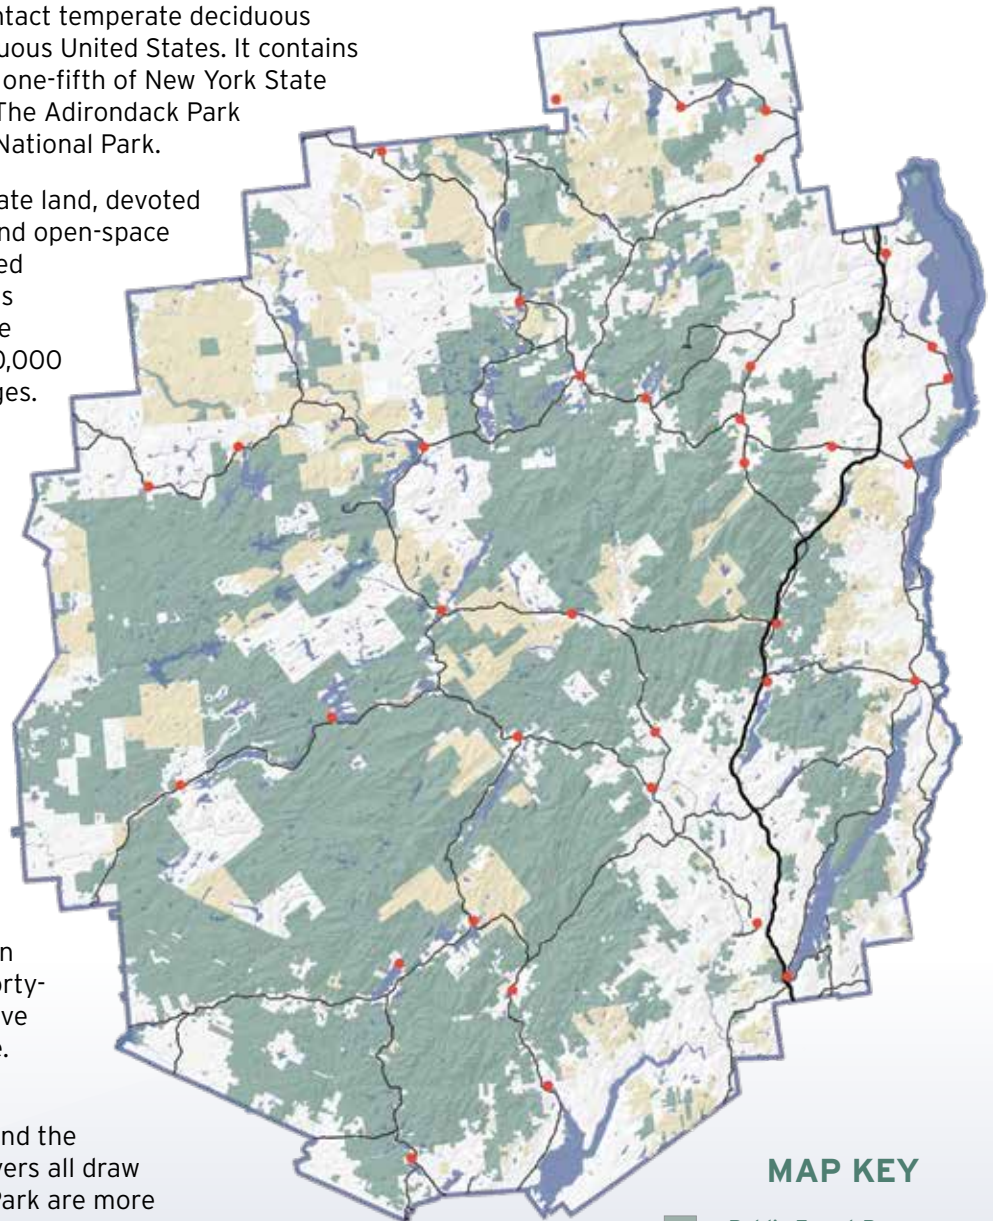 ntact temperate deciduous
uous United States. It contains
one-fifth of New York State
The Adirondack Park
National Park.
ate land, devoted
nd open-space
ed
s
e
0,000
ges.
n
orty-
ve
e.
nd the
vers all draw
Park are more
MAP KEY